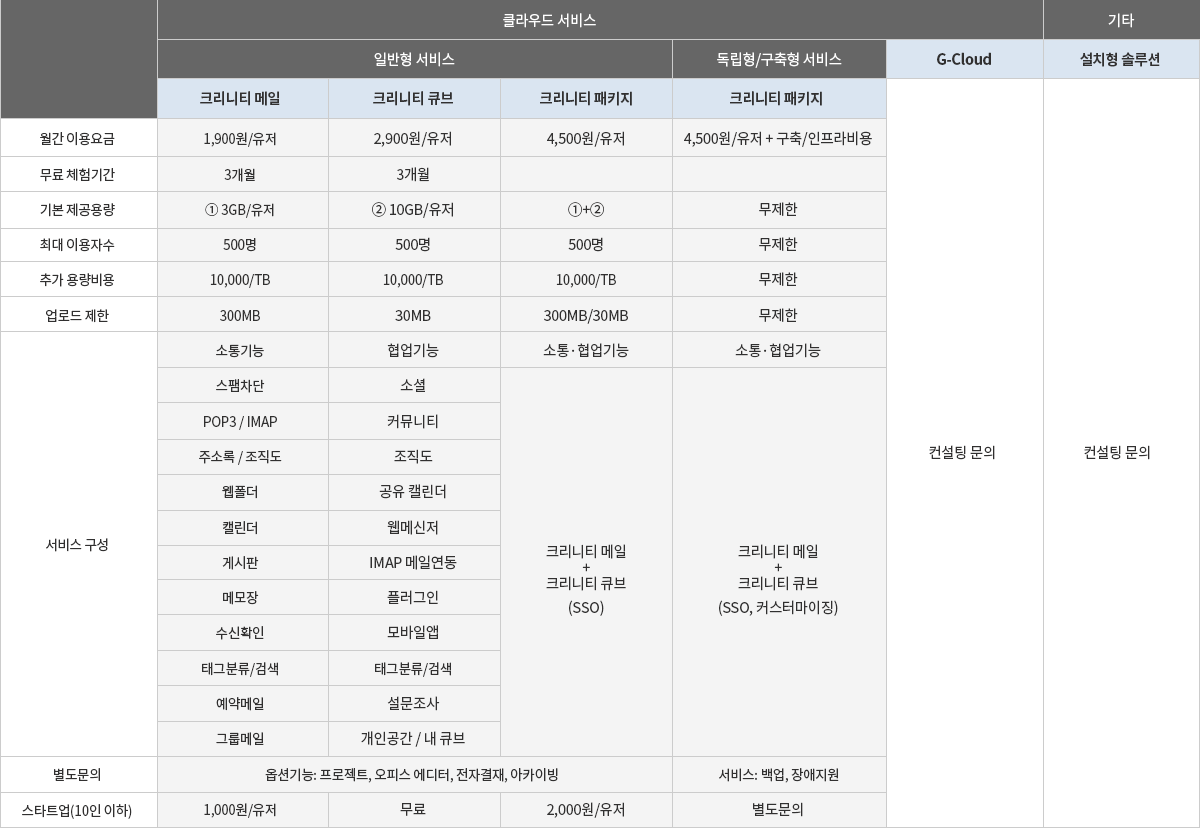 클라우드 서비스 기타
일반형 서비스 독립형/구축형 서비스 G-Cloud 설치형 솔루션
크리니티 메일 크리니티 큐브 크리니티 패키지 크리니티 패키지
월간 이용요금 1,900원/유저 2,900원/유저 4,500원/유저 4,500원/유저 + 구축/인프라비용
무료 체험기간 3개월 3개월
기본 제공용량 ① 3GB/유저 ② 10GB/유저 ①+② 무제한
최대 이용자수 500명 500명 500명 무제한
추가 용량비용 10,000/TB 10,000/TB 10,000/TB 무제한
업로드 제한 300MB 30MB 300MB/30MB 무제한
소통기능 협업기능 소통·협업기능 소통·협업기능
스팸차단 소셜
POP3 / IMAP 커뮤니티
컨설팅 문의 컨설팅 문의
주소록 / 조직도 조직도
웹폴더 공유 캘린더
캘린더 웹메신저
서비스 구성
크리니티 메일 크리니티 메일
게시판 IMAP 메일연동
+ +
크리니티 큐브 크리니티 큐브
메모장 플러그인
(SSO) (SSO, 커스터마이징)
수신확인 모바일앱
태그분류/검색 태그분류/검색
예약메일 설문조사
그룹메일 개인공간 / 내 큐브
별도문의 옵션기능: 프로젝트, 오피스 에디터, 전자결재, 아카이빙 서비스: 백업, 장애지원
스타트업(10인 이하) 1,000원/유저 무료 2,000원/유저 별도문의